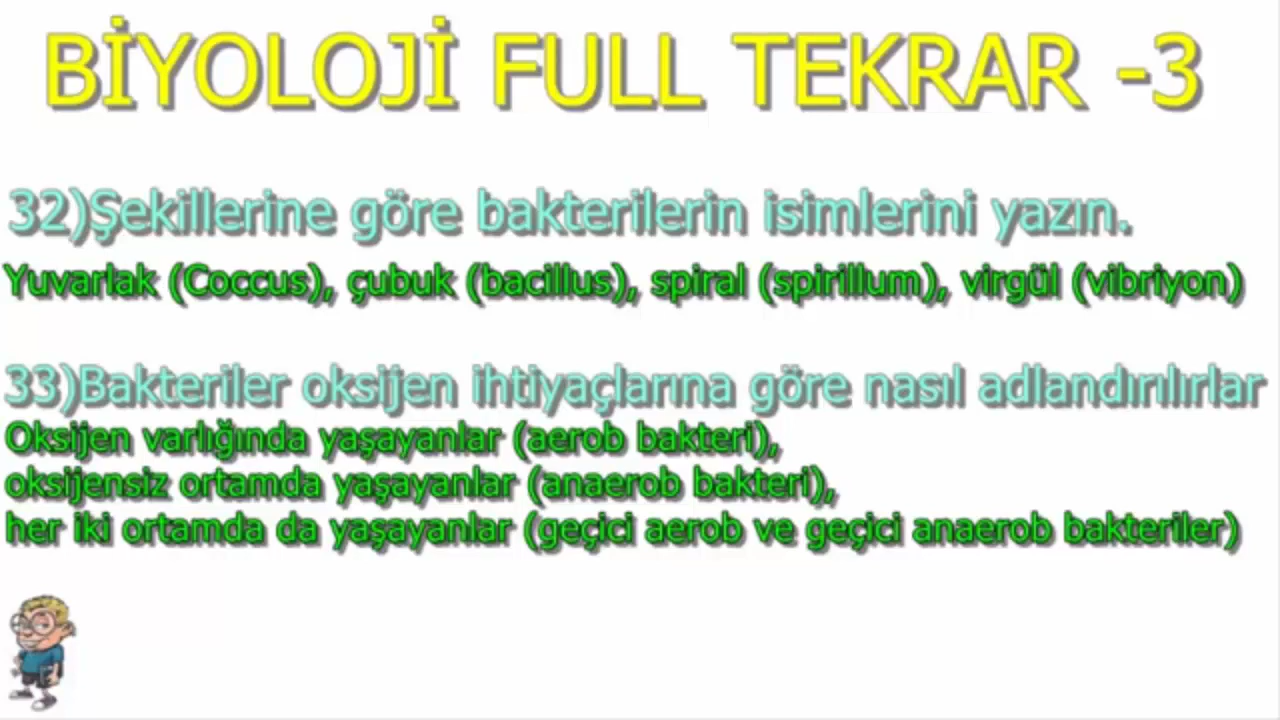 BİYOLOJİ FULL TEKRAR -3
32)Şekillerine göre bakterilerin isimlerini yazın.
Yuvarlak (Coccus), çubuk (bacillus), spiral (spirillum), virgül (vibriyon)
33)Bakteriler oksijen ihtiyaçlarına göre nasıl adlandırılırlar
Oksijen varlığında yaşayanlar (aerob bakteri),
oksijensiz ortamda yaşayanlar (anaerob bakteri),
her iki ortamda da yaşayanlar (geçici aerob ve geçici anaerob bakteriler)